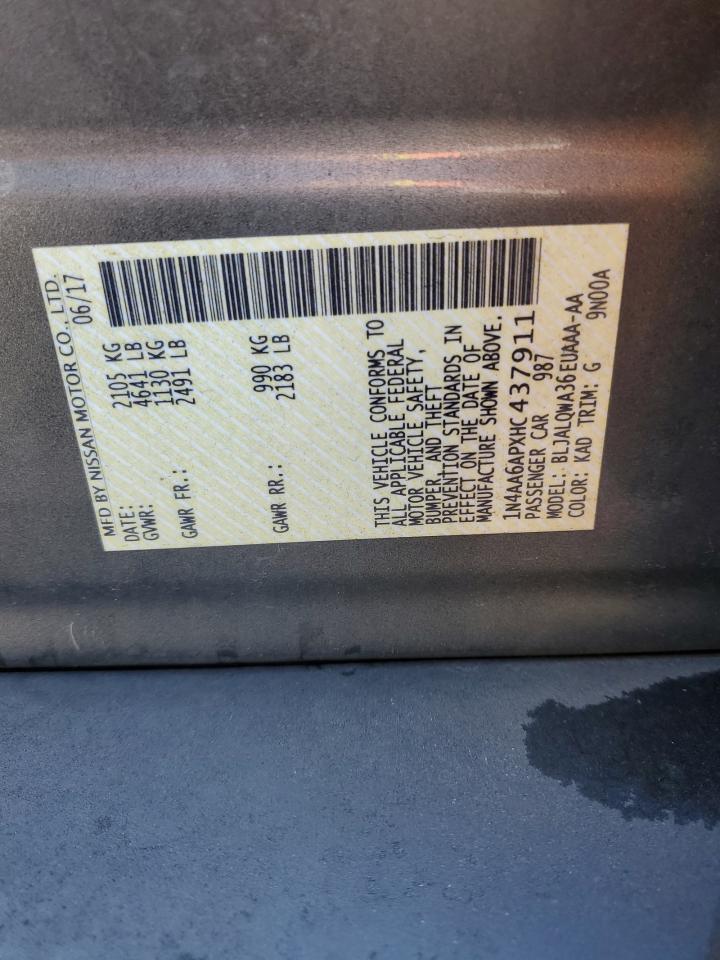 MFD BY NISSAN MOTOR CO., LTD.
DATE: 06/17
GVWR: 2105 KG
4641 LB
GAWR FR.: 1130 KG
2491 LB
GAWR RR.: 990 KG
2183 LB
THIS VEHICLE CONFORMS TO
ALL APPLICABLE FEDERAL
MOTOR VEHICLE SAFETY,
BUMPER, AND THEFT
PREVENTION STANDARDS IN
EFFECT ON THE DATE OF
MANUFACTURE SHOWN ABOVE.
1N4AA6APXHC437911
PASSENGER CAR 987
MODEL: BLJALQWA36EUAAA-AA
COLOR: KAD TRIM: G 9N00A